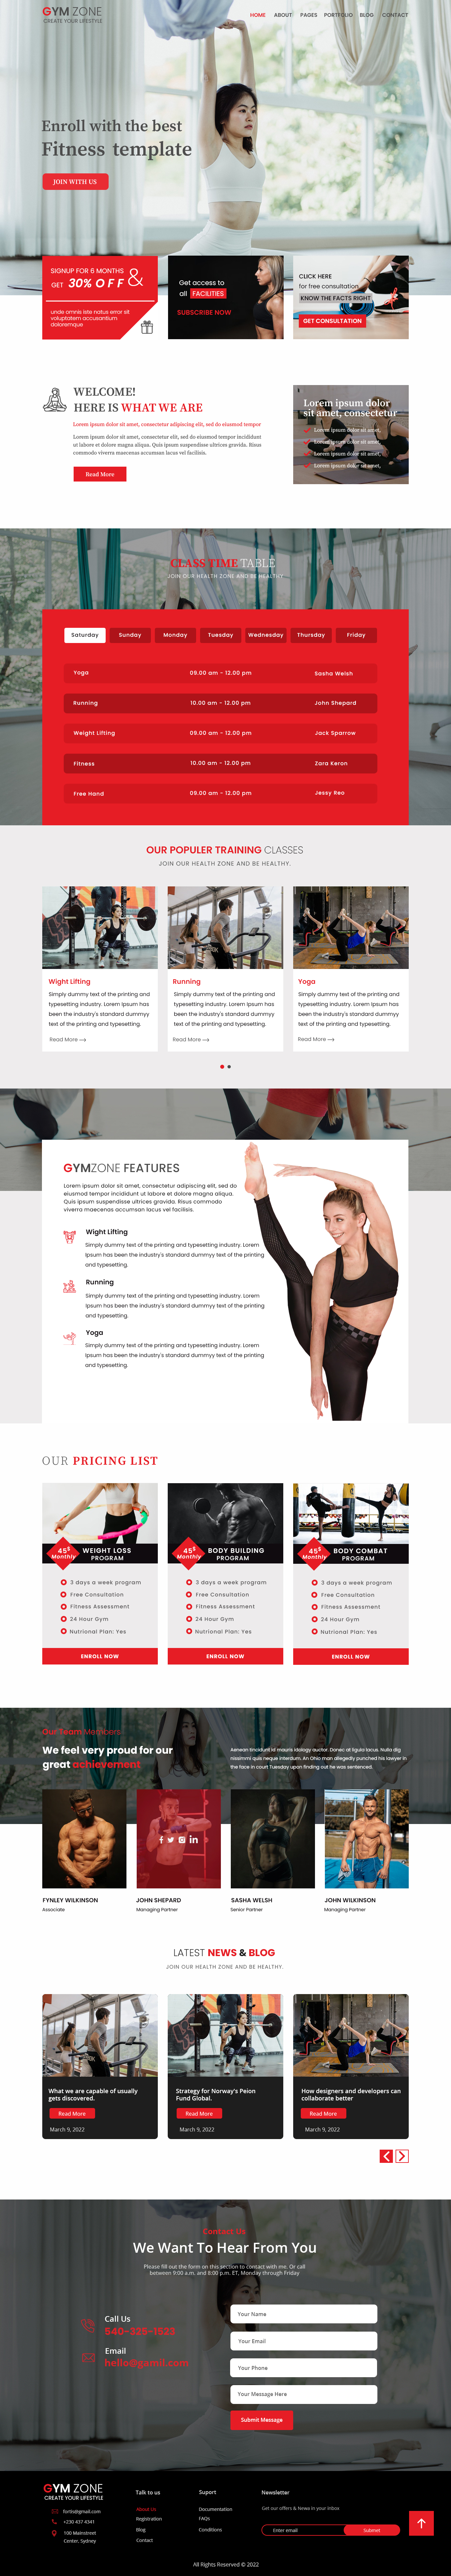 GYM ZONE
CREATE YOUR LIFESTYLE
HOME ABOUT PAGES PORTFOLIO BLOG CONTACT
Enroll with the best
Fitness template
JOIN WITH US
SIGNUP FOR 6 MONTHS &
GET 30% OFF
unde omnis iste natus error sit
voluptatem accusantium
doloremque
Get access to
all FACILITIES
SUBSCRIBE NOW
CLICK HERE
for free consultation
KNOW THE FACTS RIGHT
GET CONSULTATION
WELCOME!
HERE IS WHAT WE ARE
Lorem ipsum dolor sit amet, consectetur adipiscing elit, sed do eiusmod tempor
Lorem ipsum dolor sit amet, consectetur elit, sed do eiusmod tempor incididunt
ut labore et dolore magna aliqua. Quis ipsum suspendisse ultrices gravida. Risus
commodo viverra maecenas accumsan lacus vel facilisis.
Read More
Lorem ipsum dolor
sit amet, consectetur
Lorem ipsum dolor sit amet,
Lorem ipsum dolor sit amet,
Lorem ipsum dolor sit amet,
Lorem ipsum dolor sit amet,
CLASS TIME TABLE
JOIN OUR HEALTH ZONE AND BE HEALTHY.
Saturday Sunday Monday Tuesday Wednesday Thursday Friday
Yoga 09.00 am - 12.00 pm Sasha Welsh
Running 10.00 am - 12.00 pm John Shepard
Weight Lifting 09.00 am - 12.00 pm Jack Sparrow
Fitness 10.00 am - 12.00 pm Zara Keron
Free Hand 09.00 am - 12.00 pm Jessy Reo
OUR POPULER TRAINING CLASSES
JOIN OUR HEALTH ZONE AND BE HEALTHY.
Wight Lifting
Simply dummy text of the printing and
typesetting industry. Lorem Ipsum has
been the industry's standard dummyy
text of the printing and typesetting.
Read More
Running
Simply dummy text of the printing and
typesetting industry. Lorem Ipsum has
been the industry's standard dummyy
text of the printing and typesetting.
Read More
Yoga
Simply dummy text of the printing and
typesetting industry. Lorem Ipsum has
been the industry's standard dummyy
text of the printing and typesetting.
Read More
GYMZONE FEATURES
Lorem ipsum dolor sit amet, consectetur adipiscing elit, sed do
eiusmod tempor incididunt ut labore et dolore magna aliqua.
Quis ipsum suspendisse ultrices gravida. Risus commodo
viverra maecenas accumsan lacus vel facilisis.
Wight Lifting
Simply dummy text of the printing and typesetting industry. Lorem
Ipsum has been the industry's standard dummyy text of the printing
and typesetting.
Running
Simply dummy text of the printing and typesetting industry. Lorem
Ipsum has been the industry's standard dummyy text of the printing
and typesetting.
Yoga
Simply dummy text of the printing and typesetting industry. Lorem
Ipsum has been the industry's standard dummyy text of the printing
and typesetting.
OUR PRICING LIST
45$
Monthly
WEIGHT LOSS
PROGRAM
3 days a week program
Free Consultation
Fitness Assessment
24 Hour Gym
Nutrional Plan: Yes
ENROLL NOW
45$
Monthly
BODY BUILDING
PROGRAM
3 days a week program
Free Consultation
Fitness Assessment
24 Hour Gym
Nutrional Plan: Yes
ENROLL NOW
45$
Monthly
BODY COMBAT
PROGRAM
3 days a week program
Free Consultation
Fitness Assessment
24 Hour Gym
Nutrional Plan: Yes
ENROLL NOW
Our Team Members
We feel very proud for our
great achievement
Aenean tincidunt id mauris idology auctor. Donec at ligula lacus. Nulla dig
nissimmi quis neque interdum. An Ohio man allegedly punched his lawyer in
the face in court Tuesday upon finding out he was sentenced.
FYNLEY WILKINSON
Associate
JOHN SHEPARD
Managing Partner
SASHA WELSH
Senior Partner
JOHN WILKINSON
Managing Partner
LATEST NEWS & BLOG
JOIN OUR HEALTH ZONE AND BE HEALTHY.
What we are capable of usually
gets discovered.
Read More
March 9, 2022
Strategy for Norway's Peion
Fund Global.
Read More
March 9, 2022
How designers and developers can
collaborate better
Read More
March 9, 2022
Contact US
We Want To Hear From You
Please fill out the form on this section to contact with me. Or call
between 9:00 a.m. and 8:00 p.m. ET, Monday through Friday
Call Us
540-325-1523
Email
hello@gomil.com
Your Name
Your Email
Your Phone
Your Message Here
Submit Message
GYM ZONE
CREATE YOUR LIFESTYLE
forlis@gmail.com
+230 437 4341
100 Mainstreet
Center, Sydney
Talk to us
About Us
Registration
Blog
Contact
Suport
Documentation
FAQs
Conditions
Newsletter
Get our offers & News in your inbox
Enter email Submet
All Rights Reserved © 2022